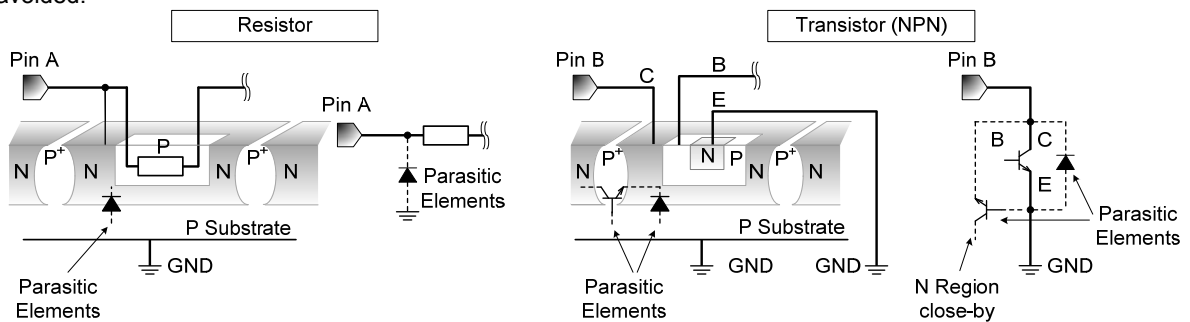 avoided.
Resistor
Transistor (NPN)
Pin A
Pin A
N
P+
N
P
N
P+
N
Parasitic
Elements
P Substrate
GND
Parasitic
Elements
Pin B
C
B
E
N
P+
N
N
P
N
P+
N
P Substrate
GND
GND
Parasitic
Elements
Pin B
B
C
E
Parasitic
Elements
GND
N Region
close-by